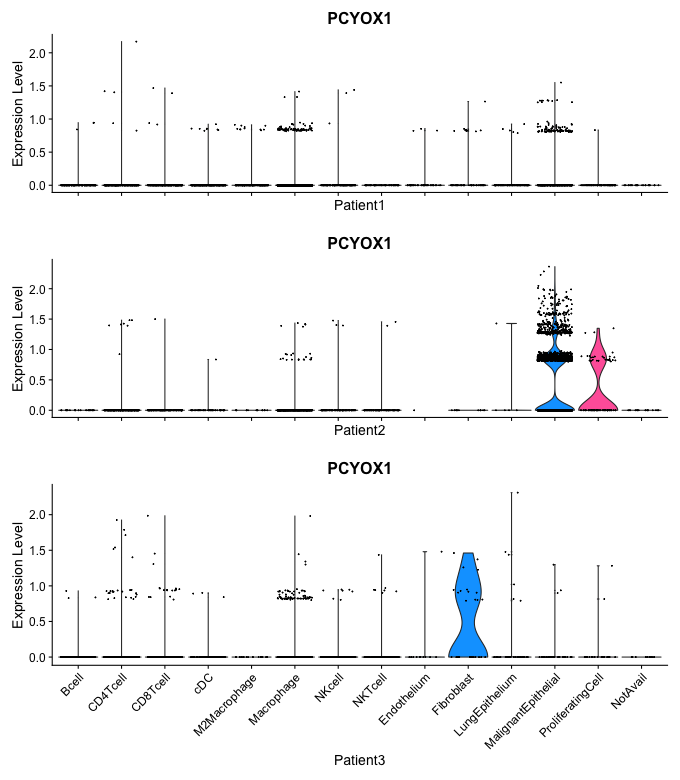 PCYOX1
Expression Level
2.0
1.5
1.0
0.5
0.0
Patient1
PCYOX1
Expression Level
2.0
1.5
1.0
0.5
0.0
Patient2
PCYOX1
Expression Level
2.0
1.5
1.0
0.5
0.0
Bcell
CD4Tcell
CD8Tcell
cDC
M2Macrophage
Macrophage
NKcell
NKTcell
Endothelium
Fibroblast
LungEpithelium
MalignantEpithelial
ProliferatingCell
NotAvail
Patient3